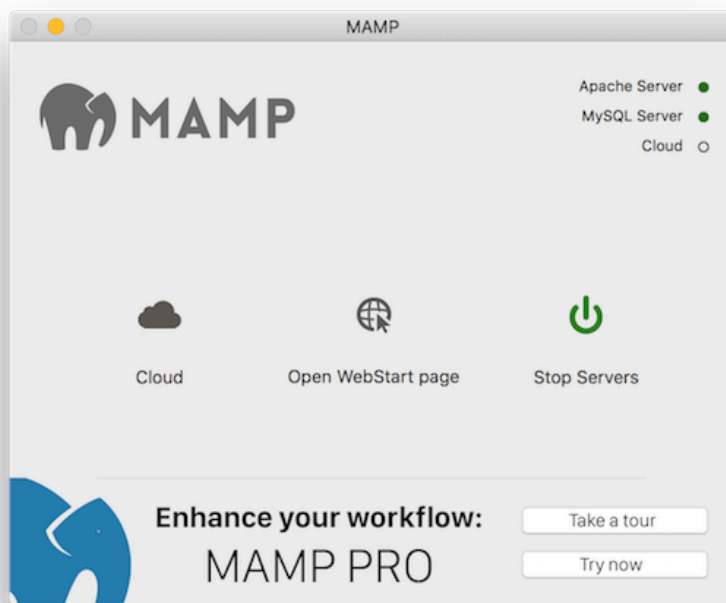 MAMP
MAMP
Apache Server
MySQL Server
Cloud
Cloud
Open WebStart page
Stop Servers
Enhance your workflow:
MAMP PRO
Take a tour
Try now